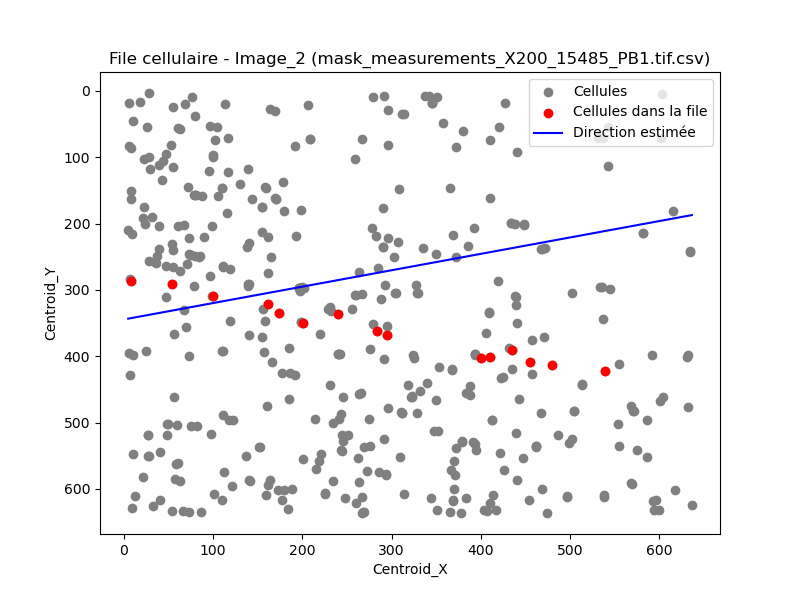 File cellulaire - Image_2 (mask_measurements_X200_15485_PB1.tif.csv)
Cellules
Cellules dans la file
Direction estimée
0
100
200
300
400
500
600
Centroid_Y
0 100 200 300 400 500 600
Centroid_X